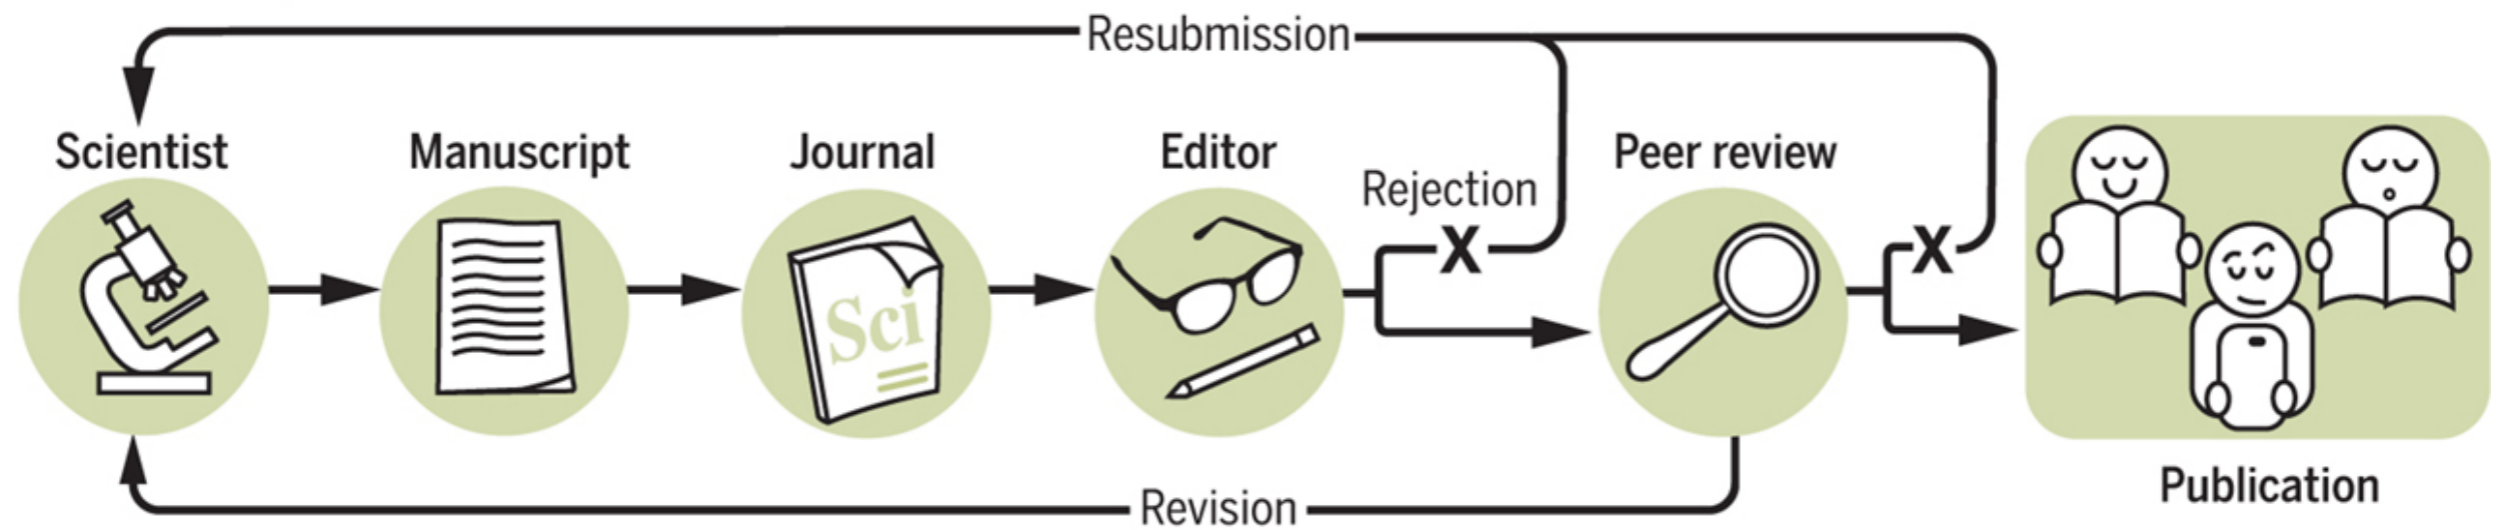 Resubmission
Scientist
Manuscript
Journal
Editor
Rejection
X
Peer review
X
Sci
Publication
Revision